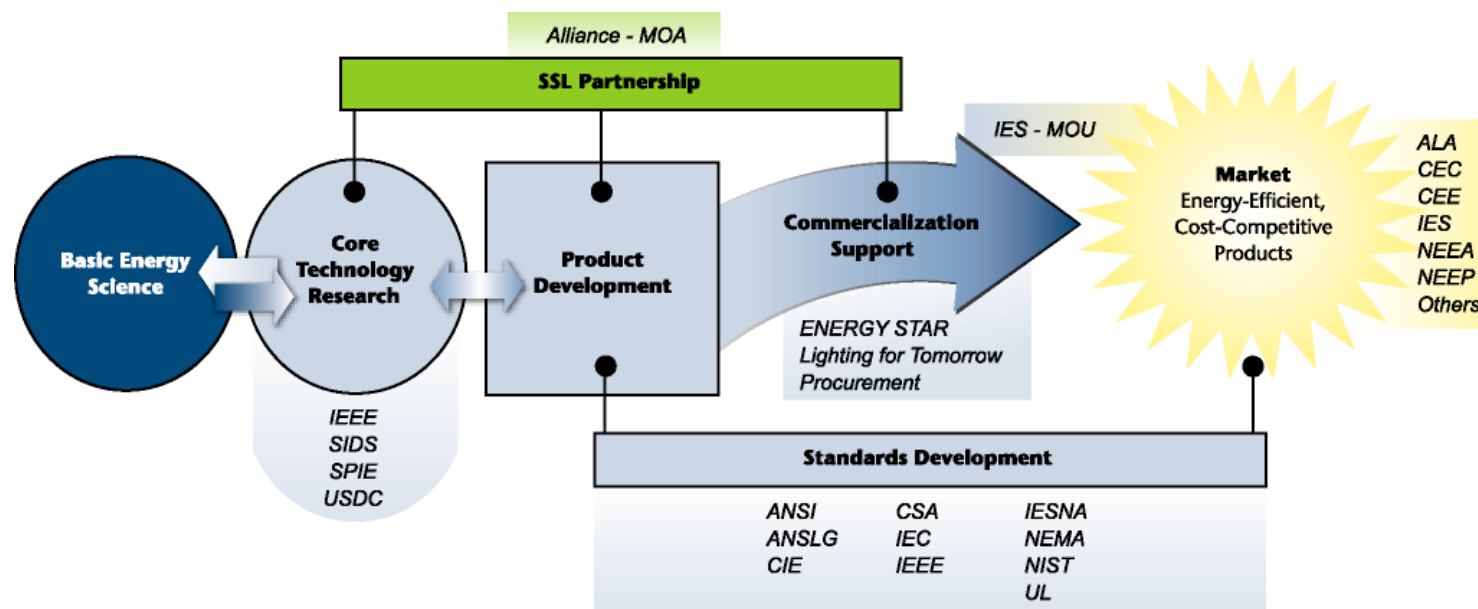 Alliance - MOA
SSL Partnership
IES - MOU
Basic Energy
Science
Core
Technology
Research
Product
Development
Commercialization
Support
Market
Energy-Efficient,
Cost-Competitive
Products
ALA
CEC
CEE
IES
NEEA
NEEP
Others
ENERGY STAR
Lighting for Tomorrow
Procurement
IEEE
SIDS
SPIE
USDC
Standards Development
ANSI
ANSLG
CIE
CSA
IEC
IEEE
IESNA
NEMA
NIST
UL